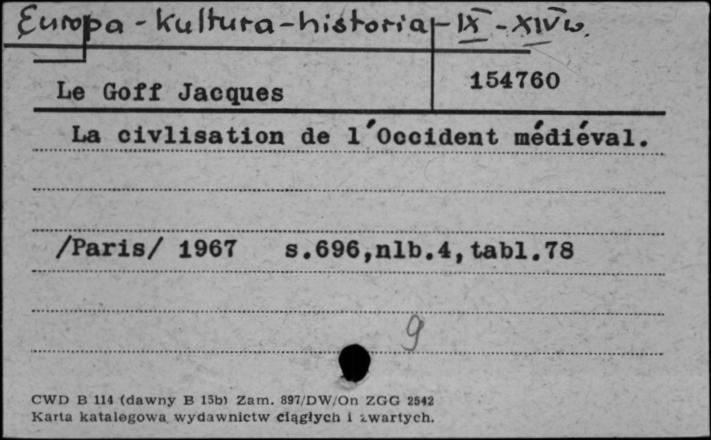 Europa - kultura - historia - IX - XIV w.
Le Goff Jacques
154760
La civlisation de l'Occident médiéval.
/Paris/ 1967 s.696,nlb.4,tabl.78
9
CWD B 114 (dawny B 15b) Zam. 897/DW/On ZGG 2542
Karta katalogowa wydawnictw ciągłych i zwartych.